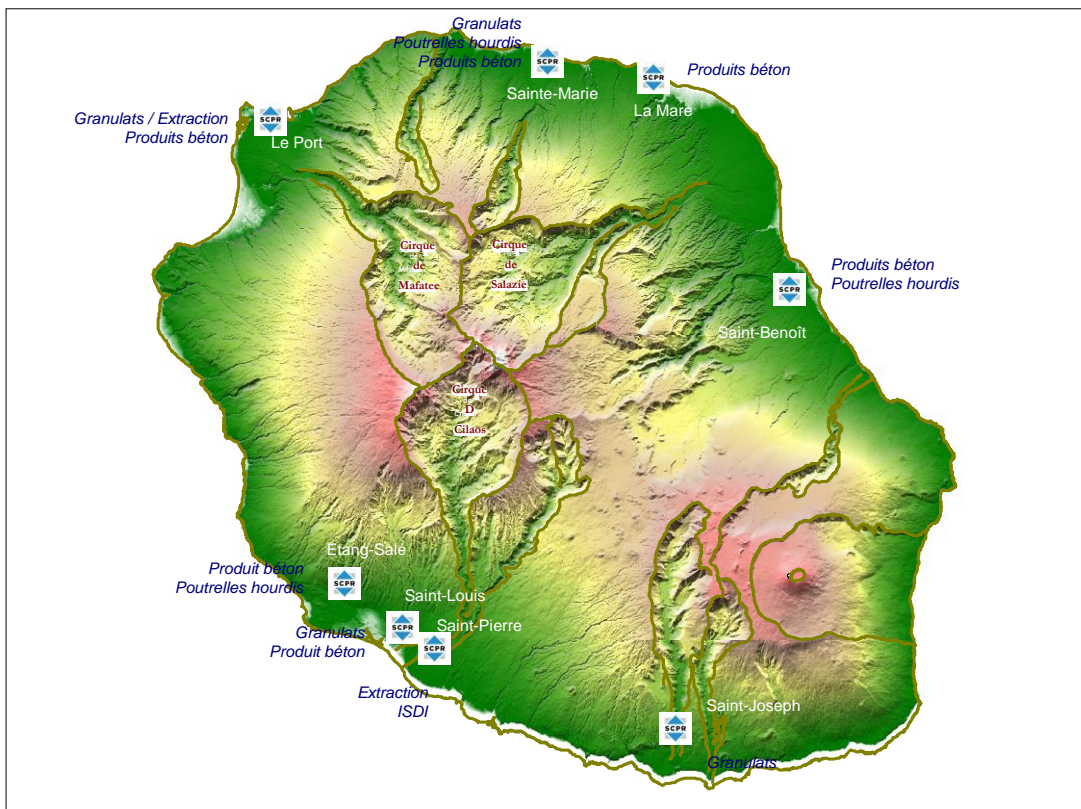 Granulats
Poutrelles hourdis
Produits béton
SCPR
Sainte-Marie
SCPR
Produits béton
La Mare
Granulats / Extraction
Produits béton
SCPR
Le Port
Cirque
de
Mafatee
Cirque
de
Salazie
Produits béton
Poutrelles hourdis
SCPR
Saint-Benoît
Cirque
D
Cilaos
Etang-Salé
Produit béton
Poutrelles hourdis
SCPR
Saint-Louis
Granulats
Produit béton
SCPR
Saint-Pierre
SCPR
Extraction
ISDI
Saint-Joseph
SCPR
Granulats